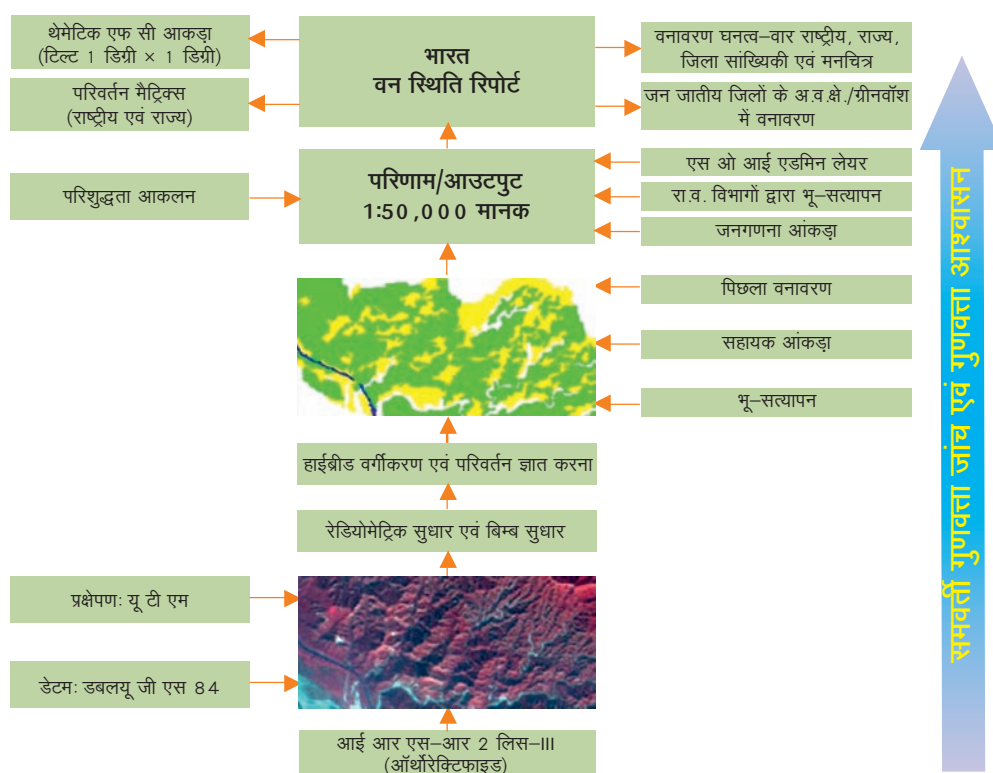 थेमेटिक एफ सी आकड़ा
(टिल्ट 1 डिग्री × 1 डिग्री)
परिवर्तन मैट्रिक्स
(राष्ट्रीय एवं राज्य)
भारत
वन स्थिति रिपोर्ट
वनावरण घनत्व–वार राष्ट्रीय, राज्य,
जिला सांख्यिकी एवं मनचित्र
जन जातीय जिलों के अ.व.क्षे./ग्रीनवॉश
में वनावरण
परिशुद्धता आकलन
परिणाम/आउटपुट
1:50,000 मानक
एस ओ आई एडमिन लेयर
रा.व. विभागों द्वारा भू–सत्यापन
जनगणना आंकड़ा
पिछला वनावरण
सहायक आंकड़ा
भू–सत्यापन
हाईब्रीड वर्गीकरण एवं परिवर्तन ज्ञात करना
रेडियोमेट्रिक सुधार एवं बिम्ब सुधार
प्रक्षेपणः यू टी एम
डेटमः डबलयू जी एस 84
आई आर एस–आर 2 लिस–III
(ऑर्थोरेक्टिफाइड)
समवर्ती गुणवत्ता जांच एवं गुणवत्ता आश्वासन